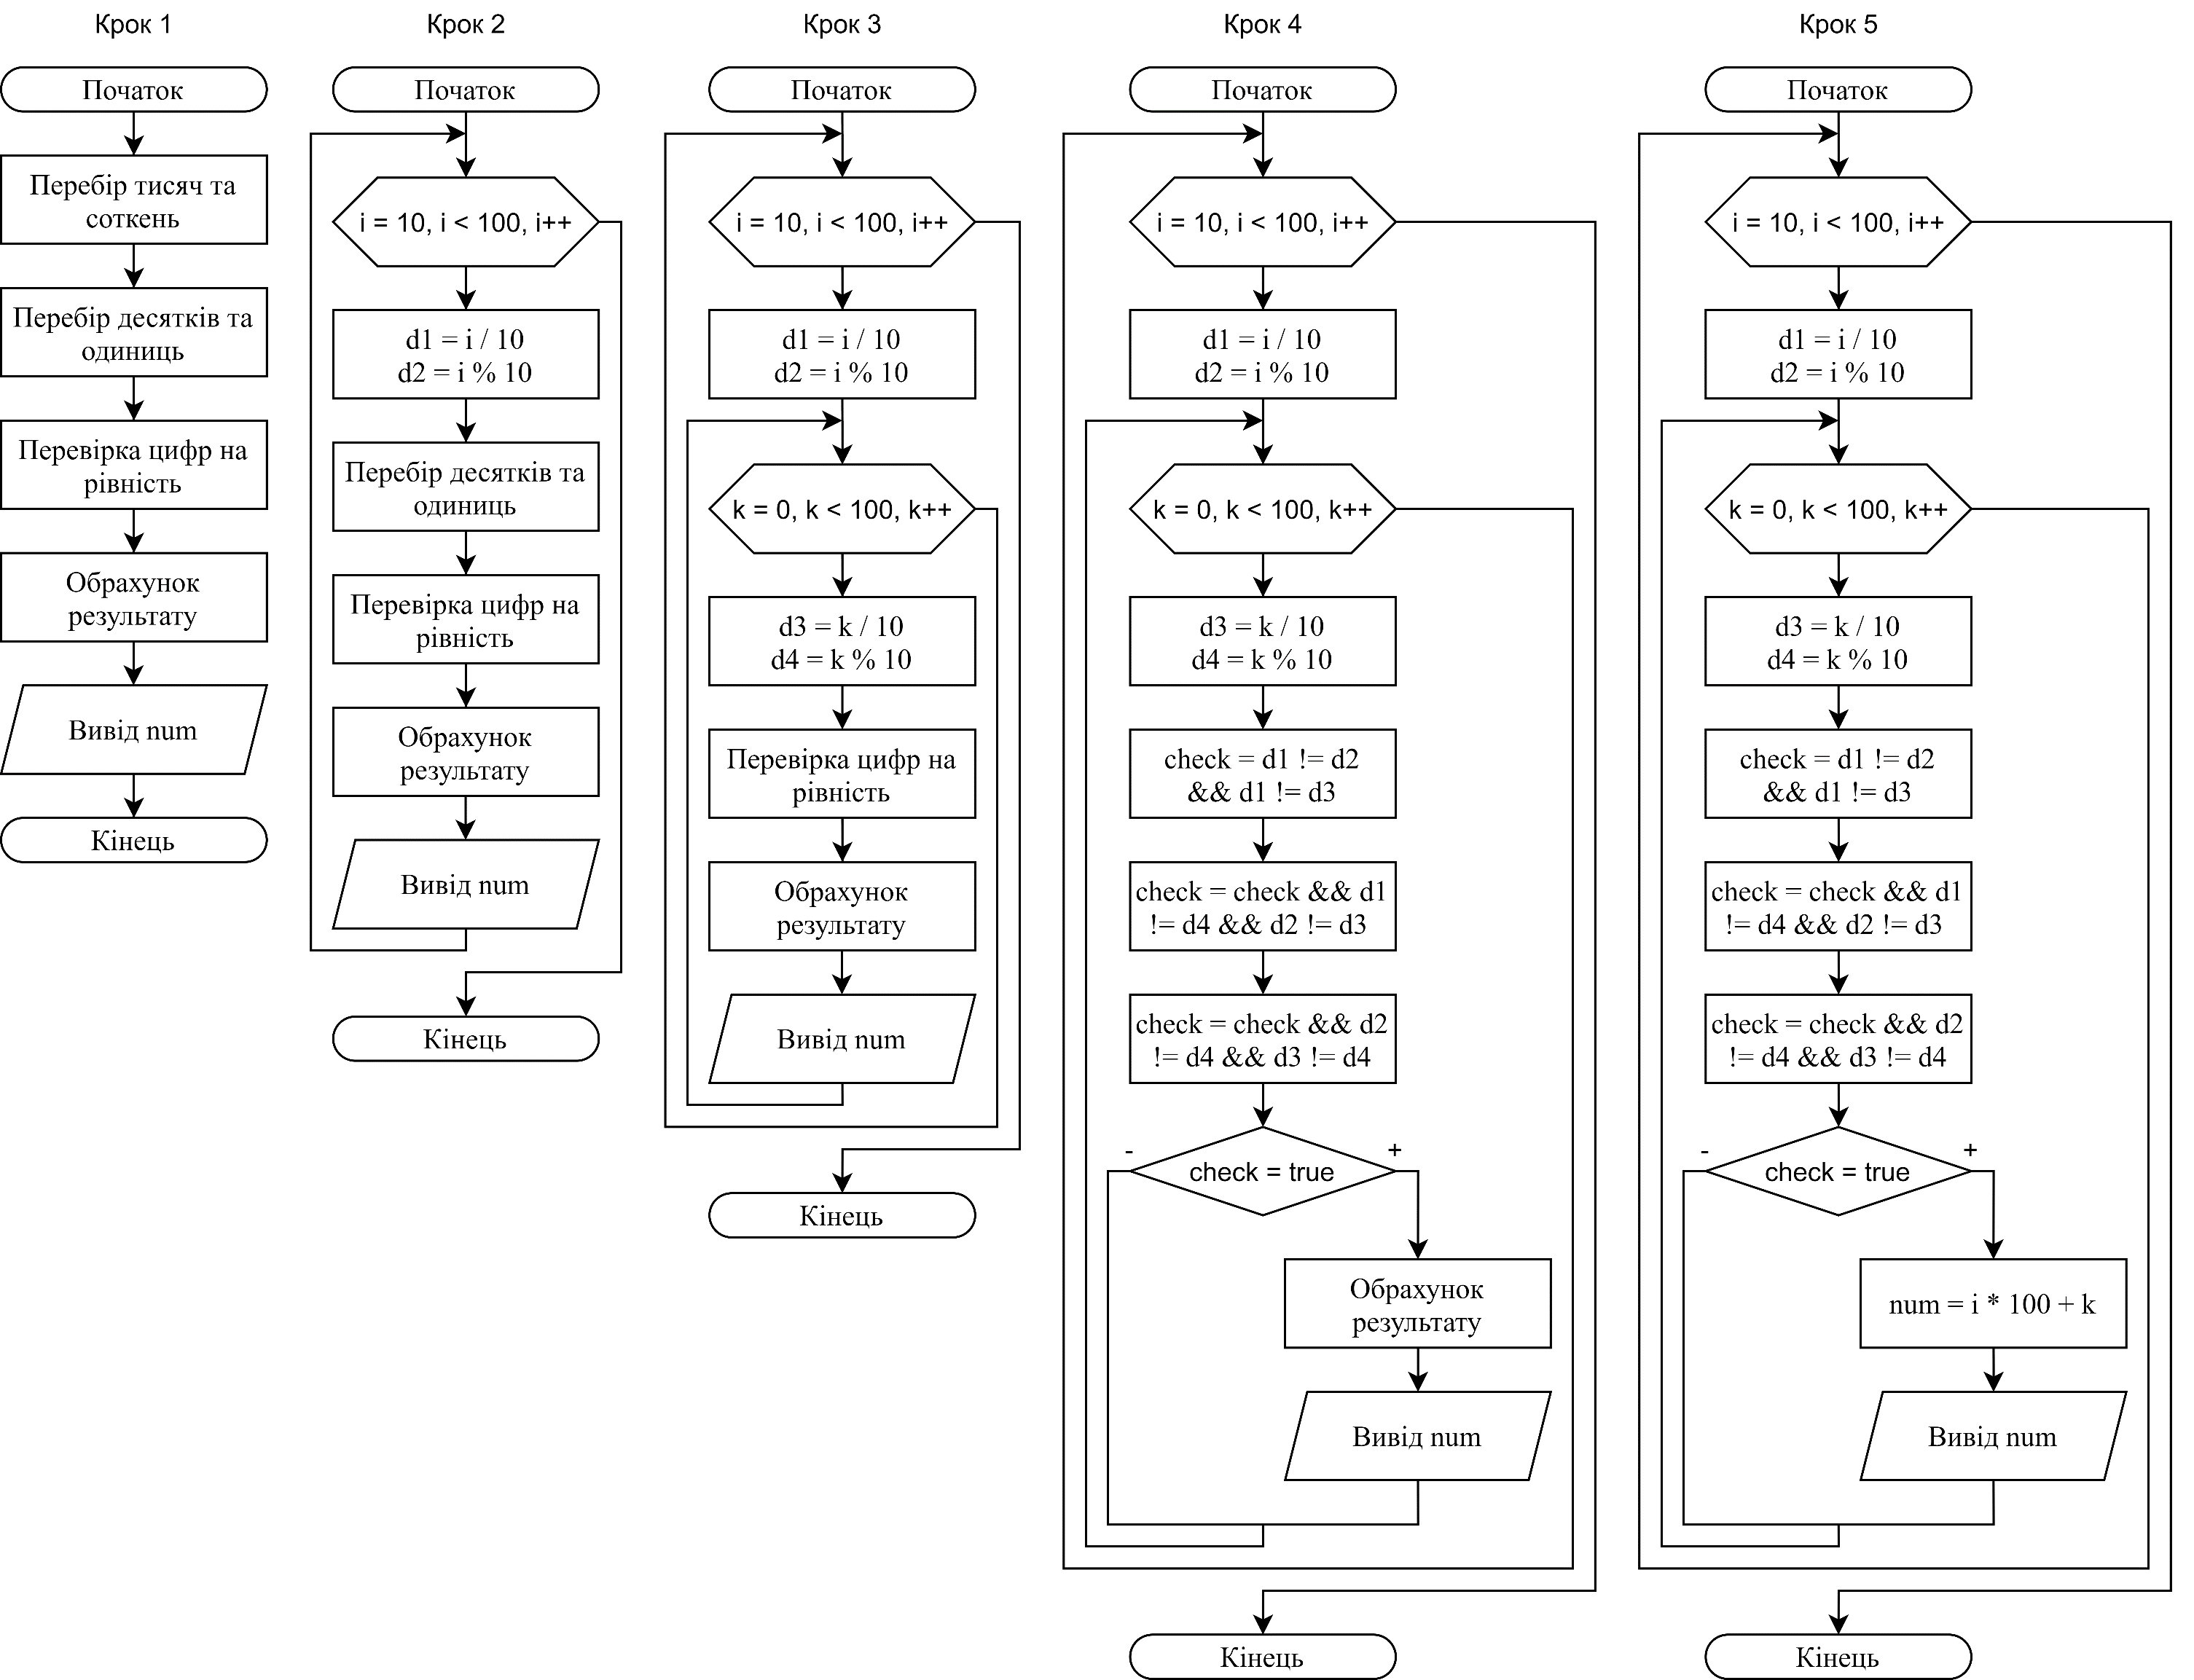 Крок 1
Початок
Перебір тисяч та
соткень
Перебір десятків та
одиниць
Перевірка цифр на
рівність
Обрахунок
результату
Вивід num
Кінець
Крок 2
Початок
i = 10, i < 100, i++
d1 = i / 10
d2 = i % 10
Перебір десятків та
одиниць
Перевірка цифр на
рівність
Обрахунок
результату
Вивід num
Кінець
Крок 3
Початок
i = 10, i < 100, i++
d1 = i / 10
d2 = i % 10
k = 0, k < 100, k++
d3 = k / 10
d4 = k % 10
Перевірка цифр на
рівність
Обрахунок
результату
Вивід num
Кінець
Крок 4
Початок
i = 10, i < 100, i++
d1 = i / 10
d2 = i % 10
k = 0, k < 100, k++
d3 = k / 10
d4 = k % 10
check = d1 != d2
&& d1 != d3
check = check && d1
!= d4 && d2 != d3
check = check && d2
!= d4 && d3 != d4
- +
check = true
Обрахунок
результату
Вивід num
Кінець
Крок 5
Початок
i = 10, i < 100, i++
d1 = i / 10
d2 = i % 10
k = 0, k < 100, k++
d3 = k / 10
d4 = k % 10
check = d1 != d2
&& d1 != d3
check = check && d1
!= d4 && d2 != d3
check = check && d2
!= d4 && d3 != d4
- +
check = true
num = i * 100 + k
Вивід num
Кінець